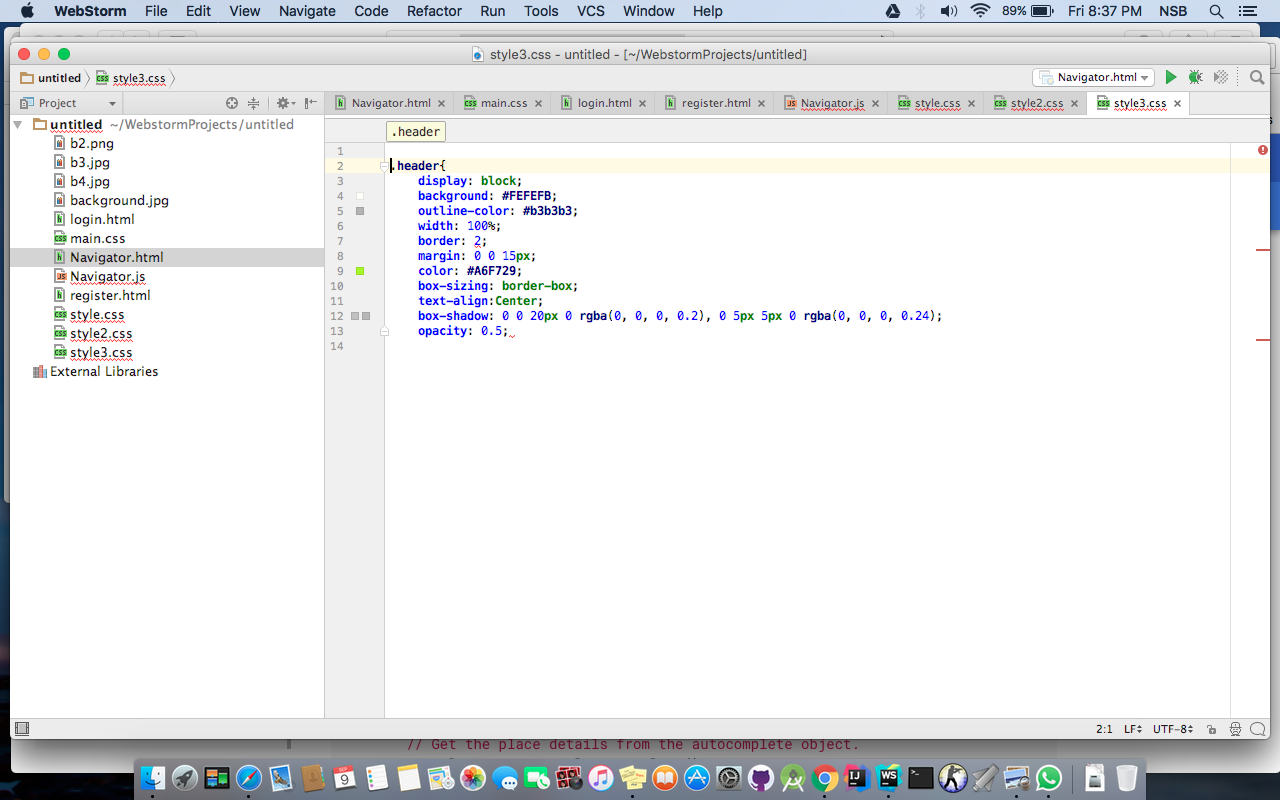 WebStorm File Edit View Navigate Code Refactor Run Tools VCS Window Help 89% Fri 8:37 PM NSB
style3.css - untitled - [~/WebstormProjects/untitled]
untitled style3.css Navigator.html
Project Navigator.html main.css login.html register.html Navigator.js style.css style2.css style3.css
untitled ~/WebstormProjects/untitled
b2.png
b3.jpg
b4.jpg
background.jpg
login.html
main.css
Navigator.html
Navigator.js
register.html
style.css
style2.css
style3.css
External Libraries
.header
1
2 .header{
3 display: block;
4 background: #FEFEFB;
5 outline-color: #b3b3b3;
6 width: 100%;
7 border: 2;
8 margin: 0 0 15px;
9 color: #A6F729;
10 box-sizing: border-box;
11 text-align:Center;
12 box-shadow: 0 0 20px 0 rgba(0, 0, 0, 0.2), 0 5px 5px 0 rgba(0, 0, 0, 0.24);
13 opacity: 0.5;
14
2:1 LF UTF-8
// Get the place details from the autocomplete object.
SEP
9
IJ
WS